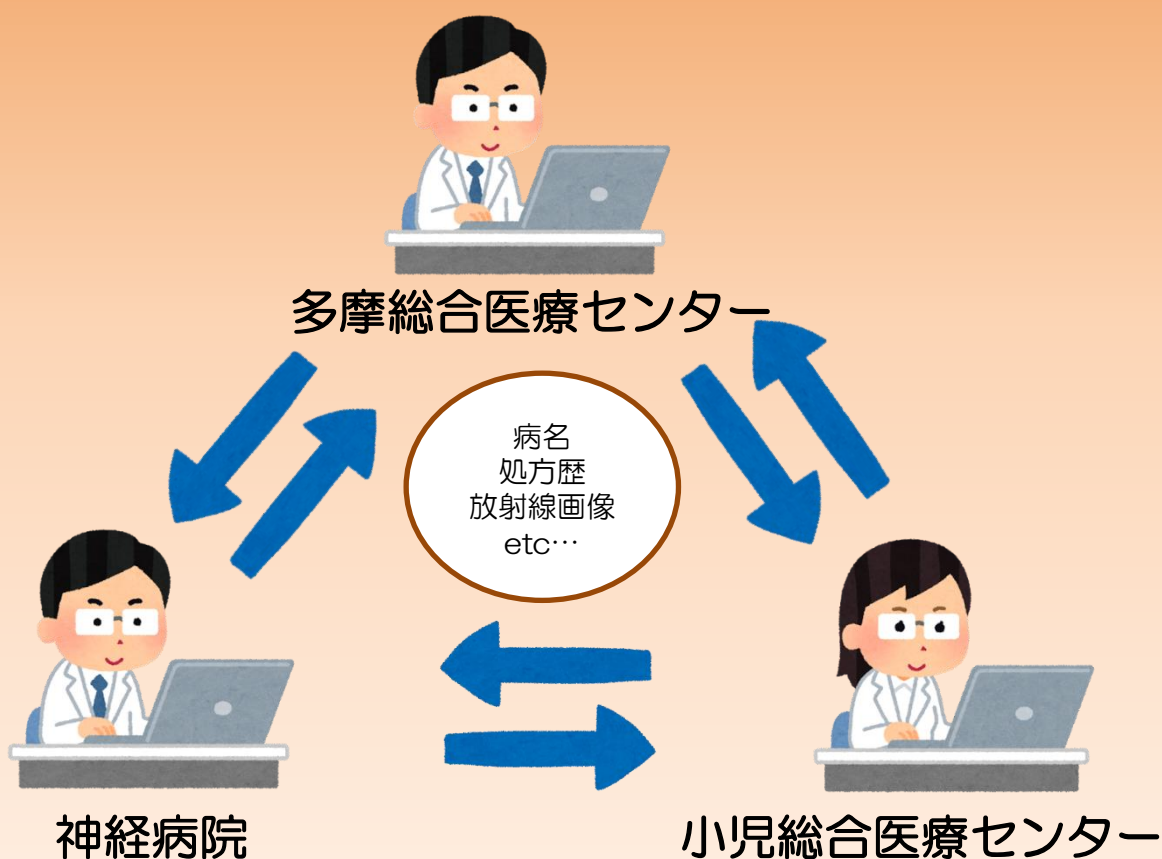 多摩総合医療センター
病名
処方歴
放射線画像
etc…
神経病院
小児総合医療センター